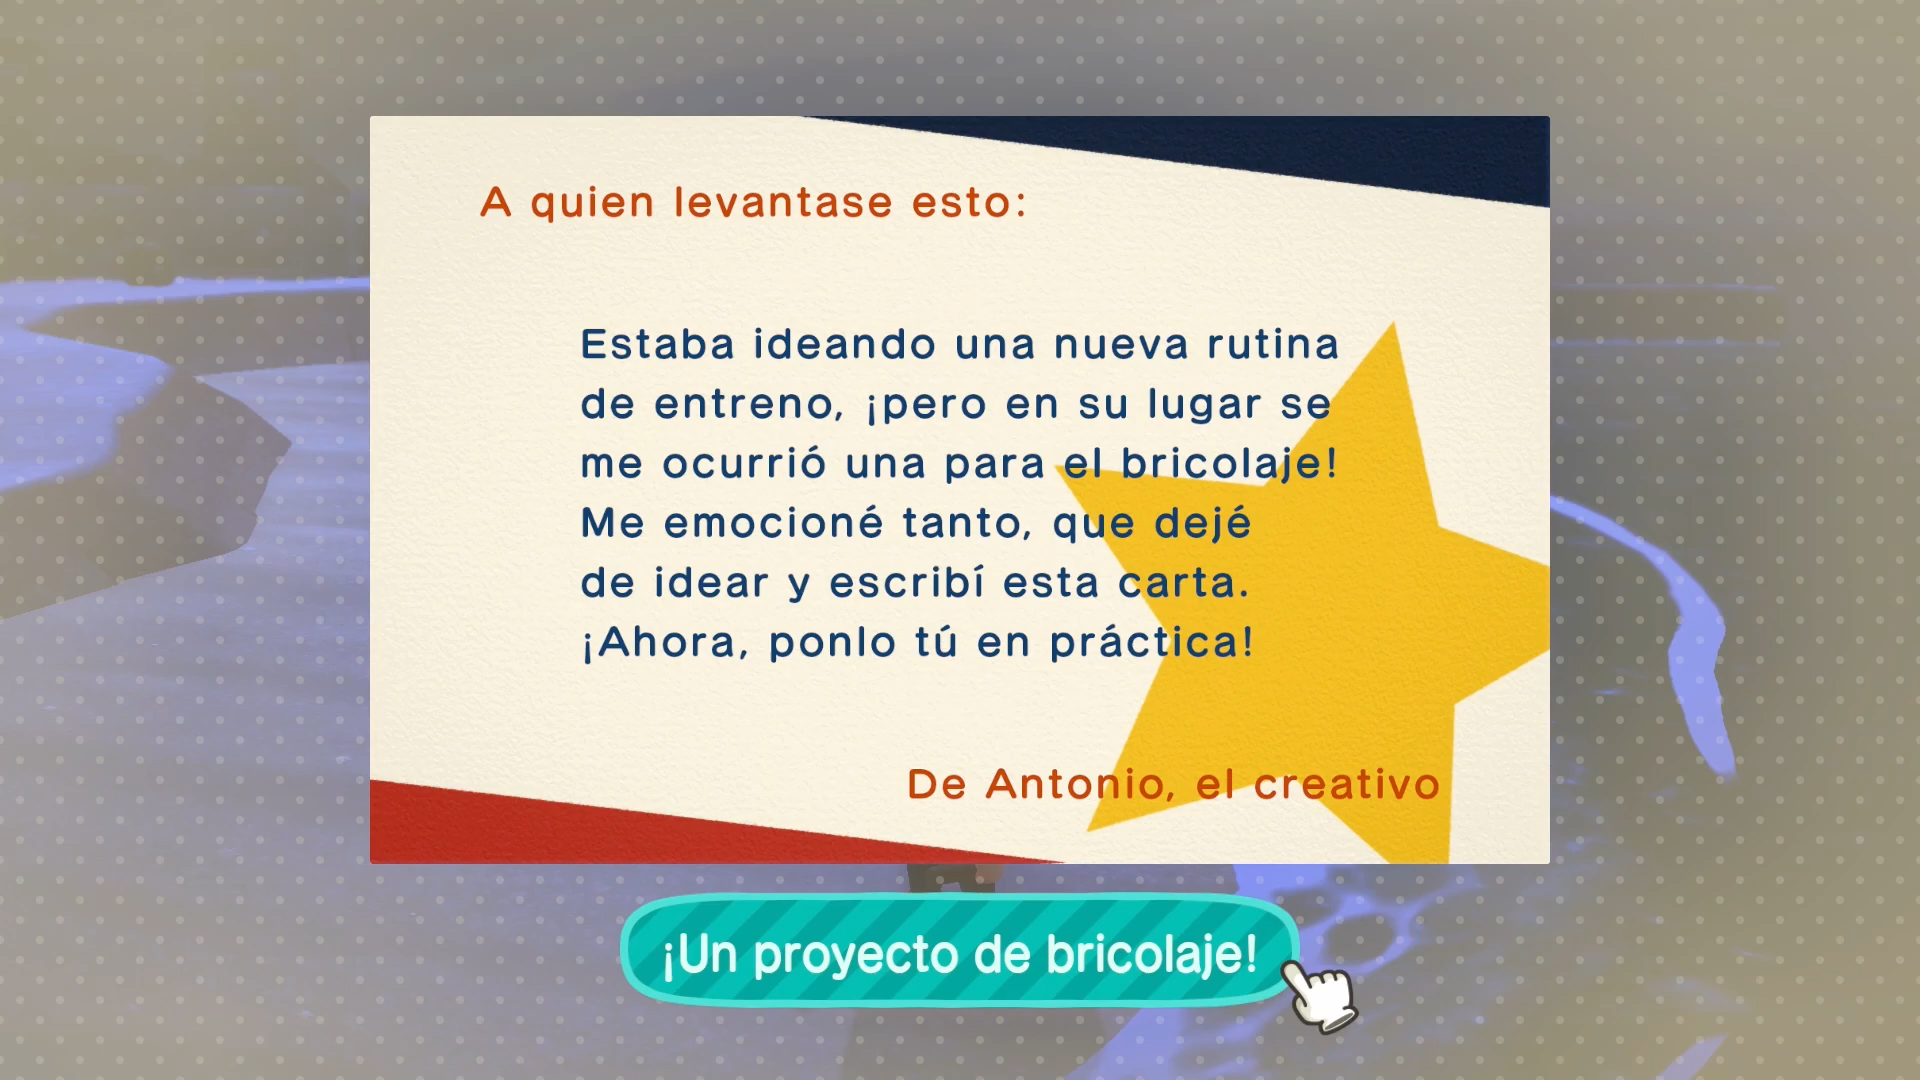 A quien levantase esto:
Estaba ideando una nueva rutina
de entreno, ¡pero en su lugar se
me ocurrió una para el bricolaje!
Me emocioné tanto, que dejé
de idear y escribí esta carta.
¡Ahora, ponlo tú en práctica!
De Antonio, el creativo
¡Un proyecto de bricolaje!